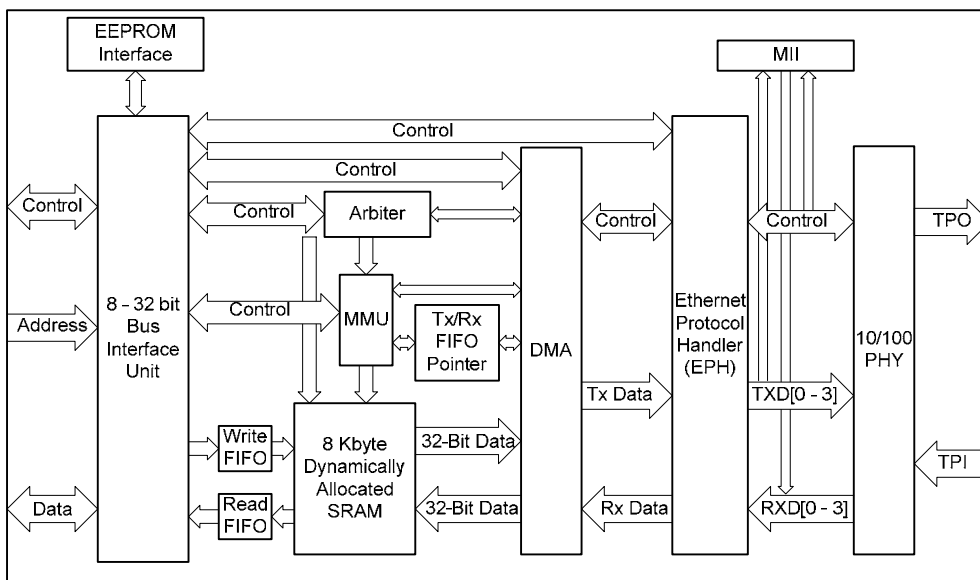 EEPROM
Interface
MII
Control
Control
Control
Control
Arbiter
Control
Control
TPO
8 – 32 bit
Bus
Interface
Unit
Address
Control
MMU
Tx/Rx
FIFO
Pointer
DMA
Ethernet
Protocol
Handler
(EPH)
10/100
PHY
Tx Data
TXD[0 - 3]
Write
FIFO
8 Kbyte
Dynamically
Allocated
SRAM
32-Bit Data
TPI
Data
Read
FIFO
32-Bit Data
Rx Data
RXD[0 - 3]